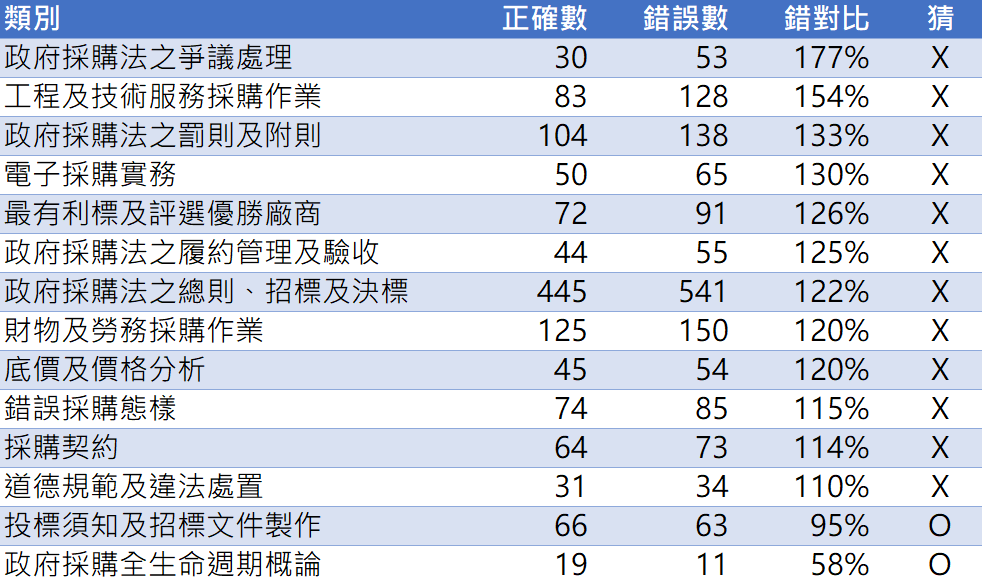 類別 正確數 錯誤數 錯對比 猜
政府採購法之爭議處理 30 53 177% X
工程及技術服務採購作業 83 128 154% X
政府採購法之罰則及附則 104 138 133% X
電子採購實務 50 65 130% X
最有利標及評選優勝廠商 72 91 126% X
政府採購法之履約管理及驗收 44 55 125% X
政府採購法之總則、招標及決標 445 541 122% X
財物及勞務採購作業 125 150 120% X
底價及價格分析 45 54 120% X
錯誤採購態樣 74 85 115% X
採購契約 64 73 114% X
道德規範及違法處置 31 34 110% X
投標須知及招標文件製作 66 63 95% O
政府採購全生命週期概論 19 11 58% O